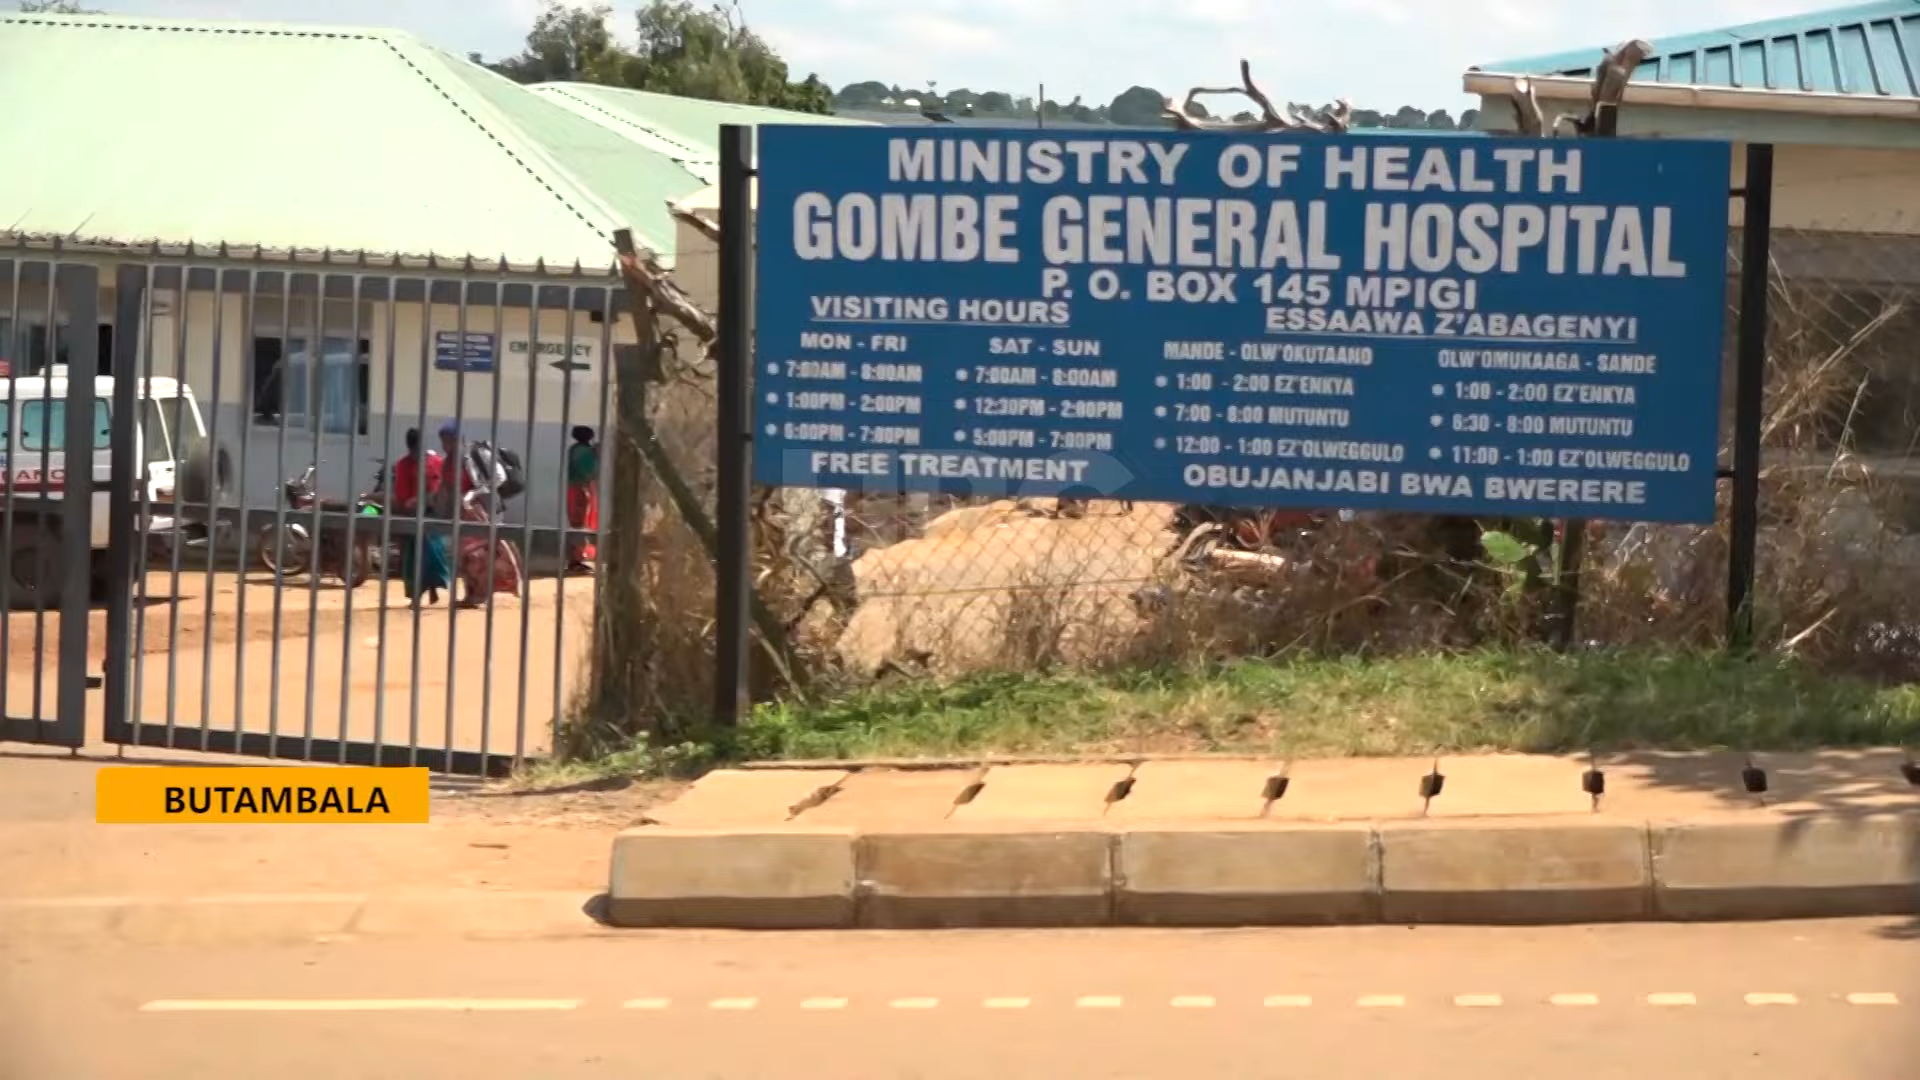 MINISTRY OF HEALTH
GOMBE GENERAL HOSPITAL
P. O. BOX 145 MPIGI
VISITING HOURS
MON - FRI
• 7:00AM - 8:00AM
• 1:00PM - 2:00PM
• 6:00PM - 7:00PM
SAT - SUN
• 7:00AM - 8:00AM
• 12:30PM - 2:00PM
• 5:00PM - 7:00PM
FREE TREATMENT
ESSAAWA Z'ABAGENYI
MANDE - OLW'OKUTAANO
• 1:00 - 2:00 EZ'ENKYA
• 7:00 - 8:00 MUTUNTU
• 12:00 - 1:00 EZ'OLWEGGULO
OLW'OMUKAAGA - SANDE
• 1:00 - 2:00 EZ'ENKYA
• 6:30 - 8:00 MUTUNTU
• 11:00 - 1:00 EZ'OLWEGGULO
OBUJANJABI BWA BWERERE
EMERGENCY
UBC
BUTAMBALA